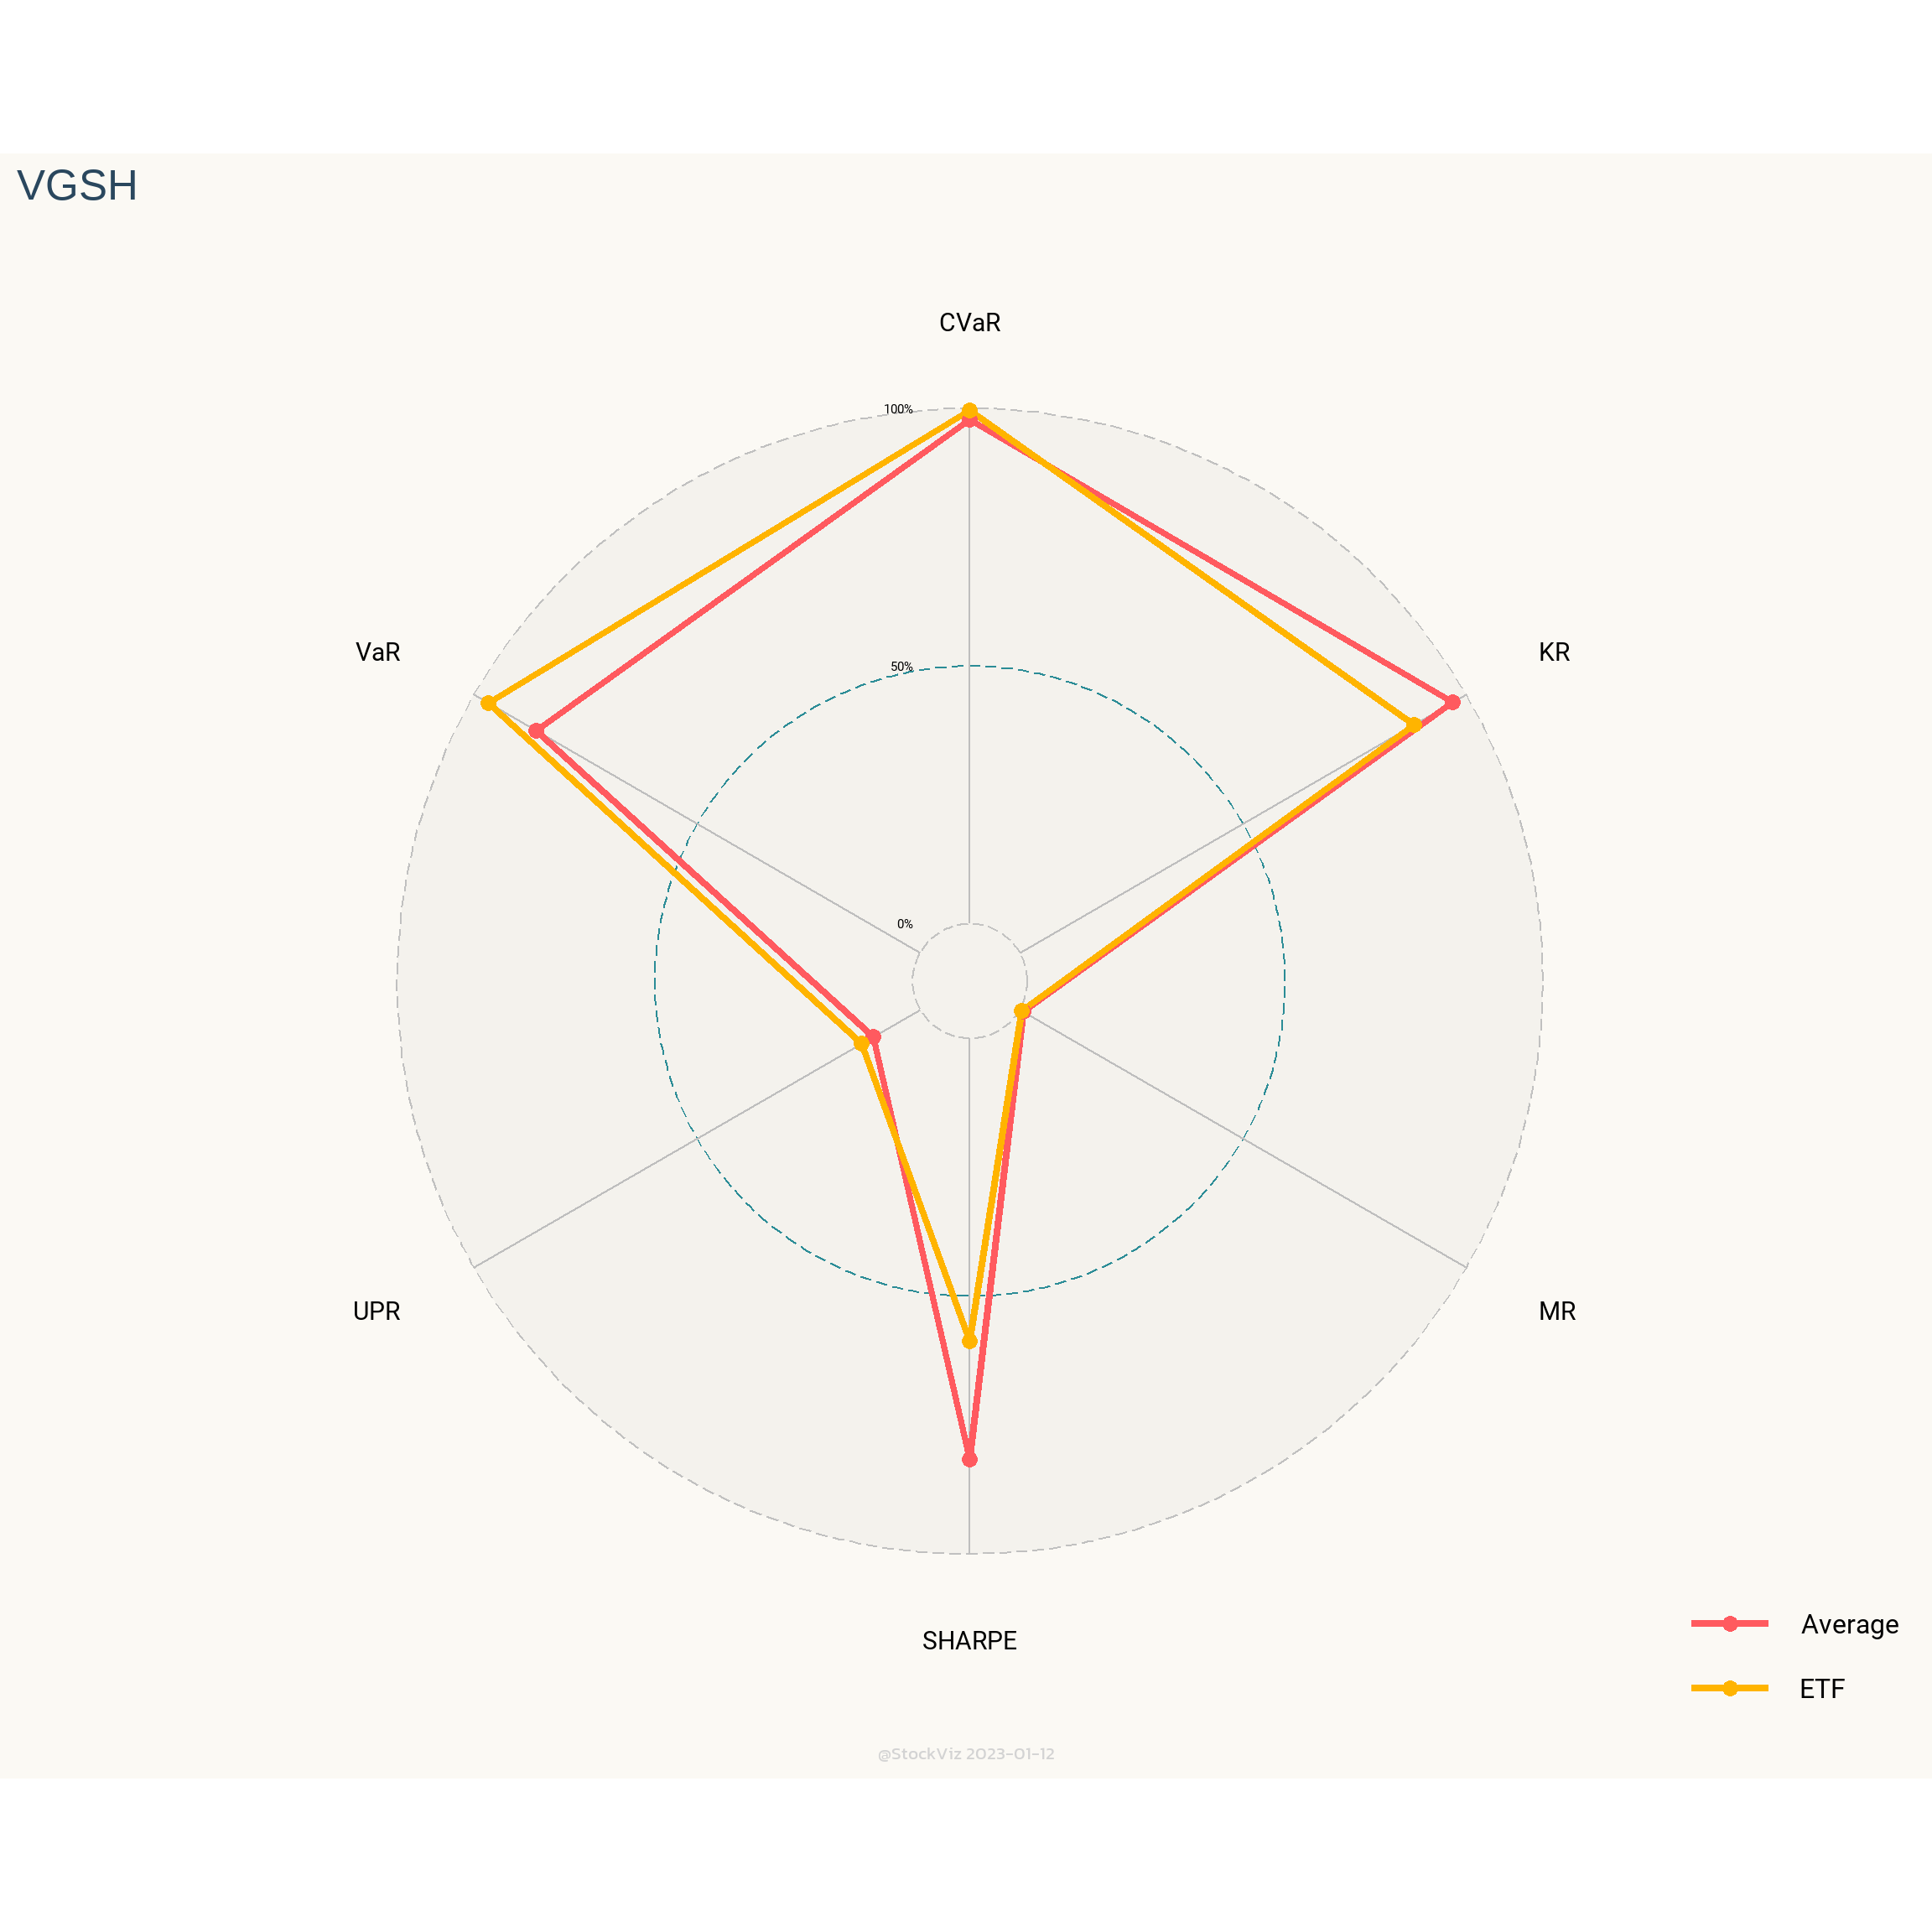 VGSH
CVaR
100%
VaR
KR
50%
0%
UPR
MR
SHARPE
Average
ETF
@StockViz 2023-01-12